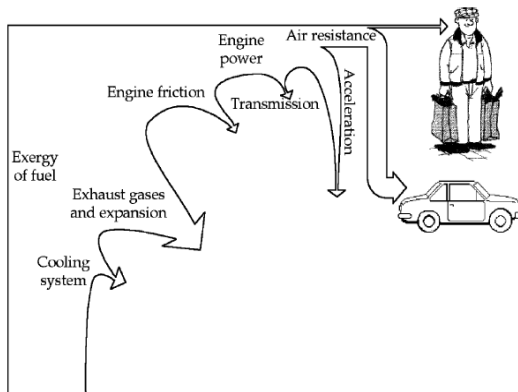 Air resistance
Engine
power
Acceleration
Engine friction
Transmission
Exergy
of fuel
Exhaust gases
and expansion
Cooling
system